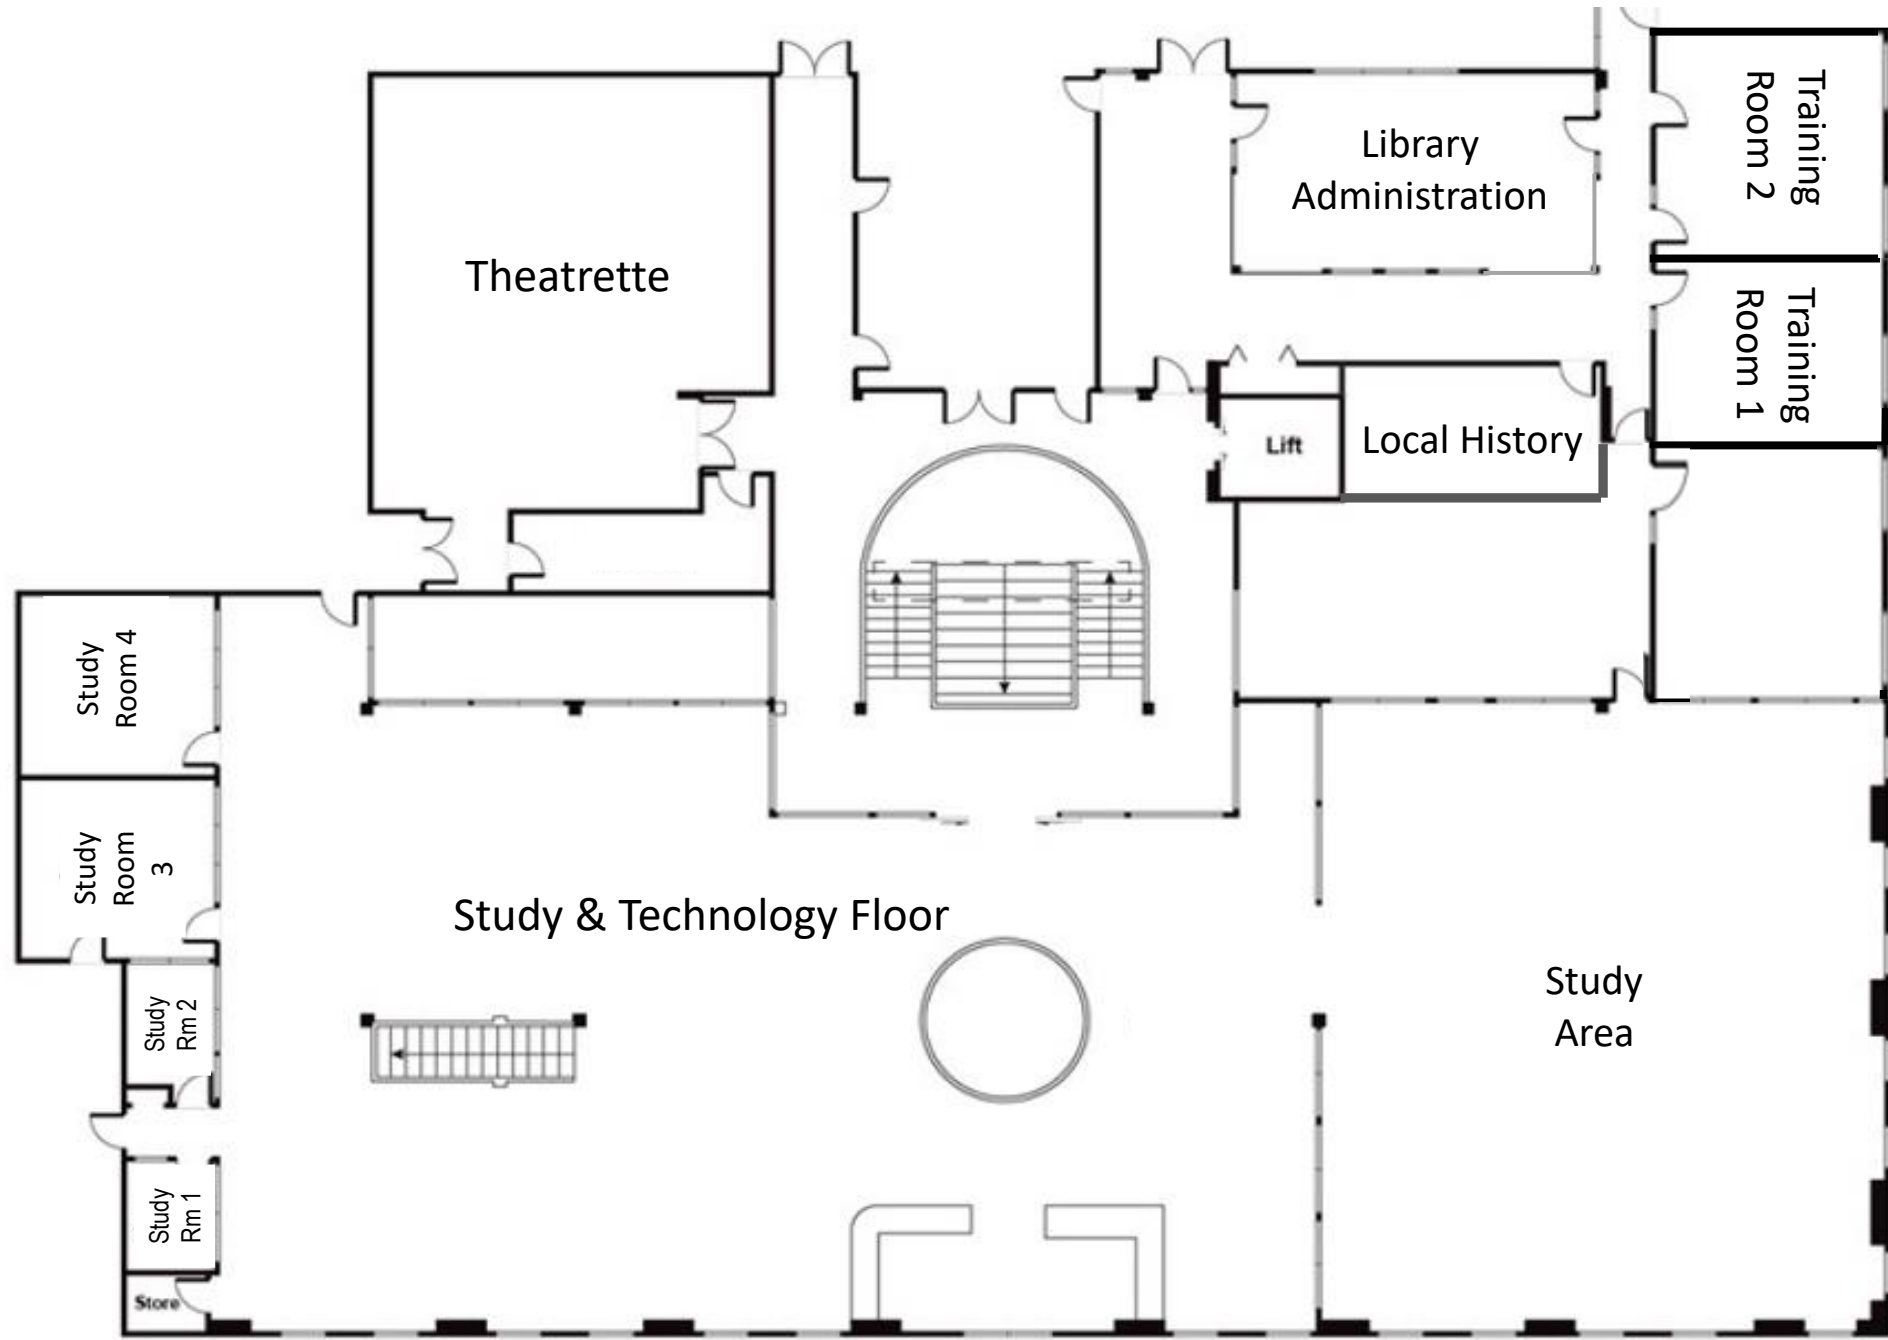 Training
Room 2
Library
Administration
Theatrette
Training
Room 1
Lift
Local History
Study
Room 4
Study
Room
3
Study & Technology Floor
Study
Area
Study
Rm 2
Study
Rm 1
Store